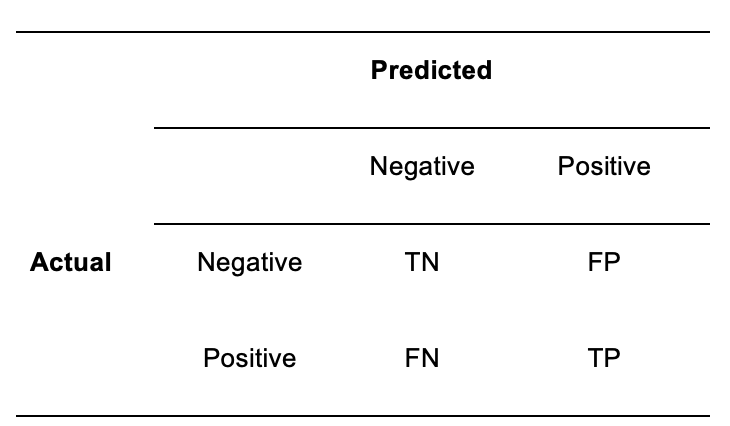 Predicted
Negative Positive
Actual Negative TN FP
Positive FN TP